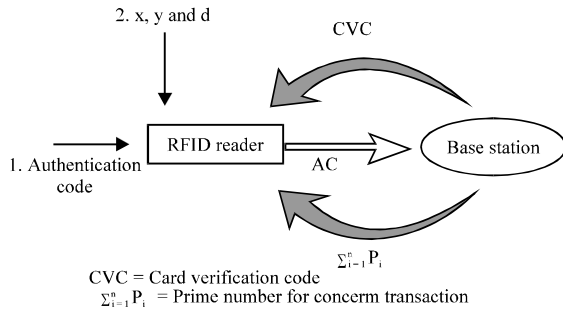 2. x, y and d
CVC
RFID reader
Base station
AC
1. Authentication
code
∑ⁿᵢ₋₁ Pᵢ
CVC = Card verification code
∑ⁿᵢ₌₁ Pᵢ = Prime number for concerm transaction